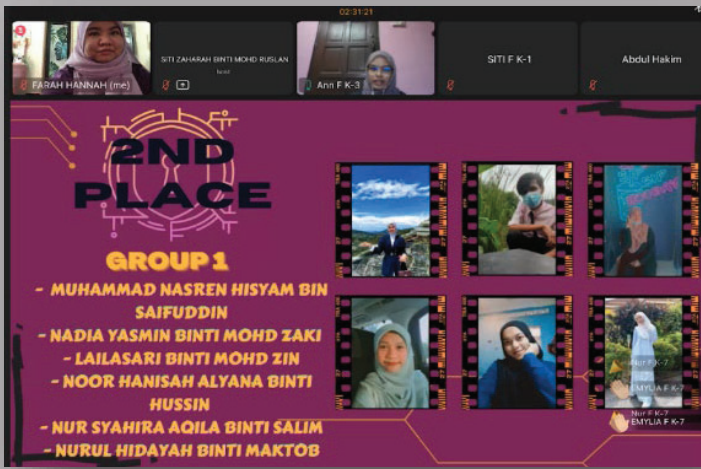 02:31:21
FARAH HANNAH (me)
SITI ZAHARAH BINTI MOHD RUSLAN
Ann F K-3
SITI F K-1
Abdul Hakim
2ND
PLACE
GROUP 1
- MUHAMMAD NASREN HISYAM BIN
SAIFUDDIN
- NADIA YASMIN BINTI MOHD ZAKI
- LAILASARI BINTI MOHD ZIN
- NOOR HANISAH ALYANA BINTI
HUSSIN
- NUR SYAHIRA AQILA BINTI SALIM
- NURUL HIDAYAH BINTI MAKTOB
Nur F K-7
EMYLIA F K-7
Nur F K-7
EMYLIA F K-7